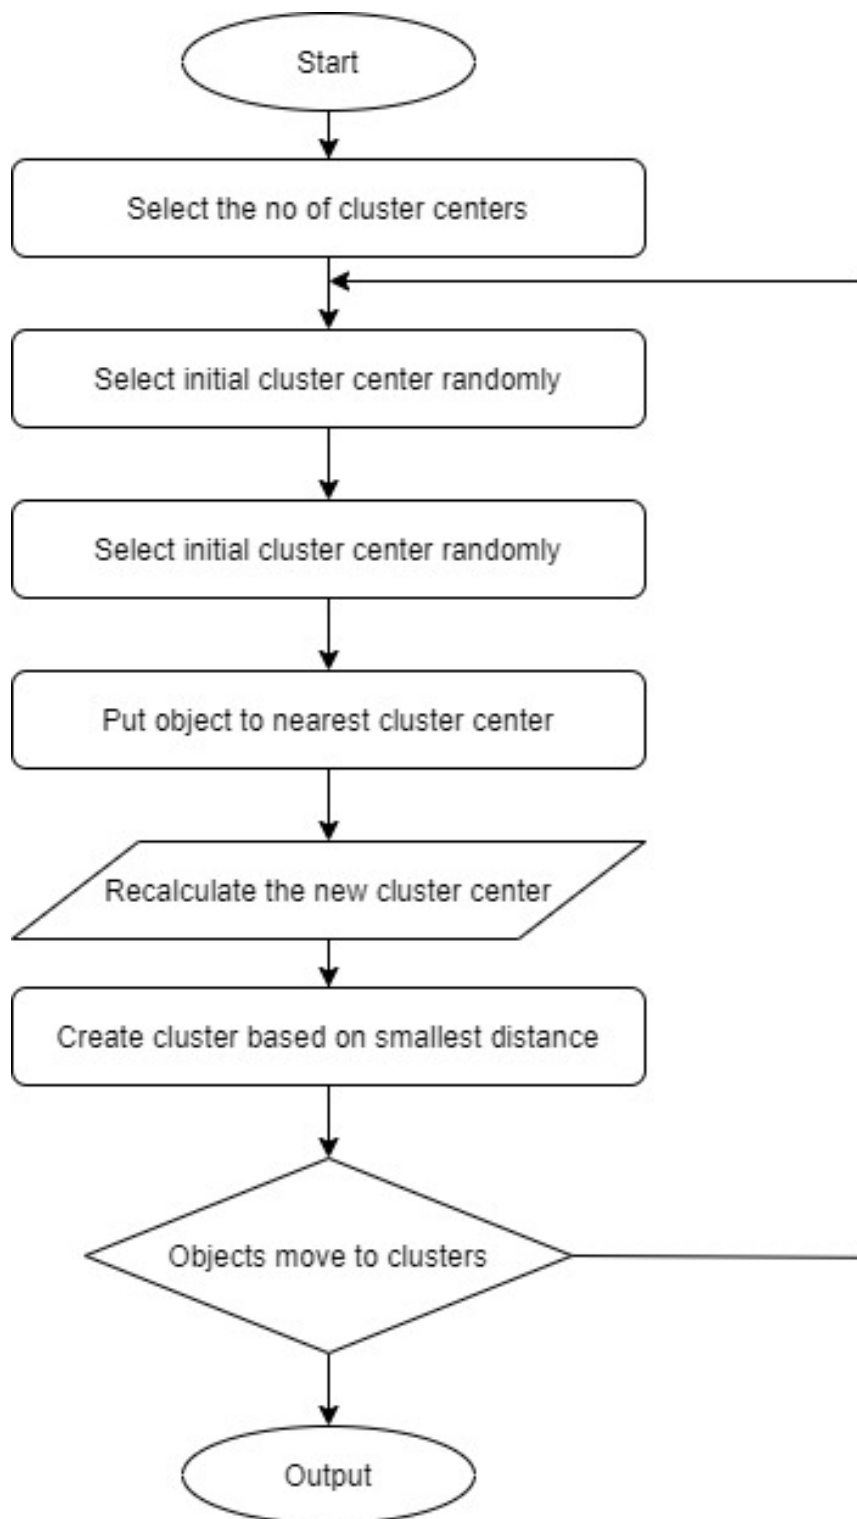 Start
Select the no of cluster centers
Select initial cluster center randomly
Select initial cluster center randomly
Put object to nearest cluster center
Recalculate the new cluster center
Create cluster based on smallest distance
Objects move to clusters
Output